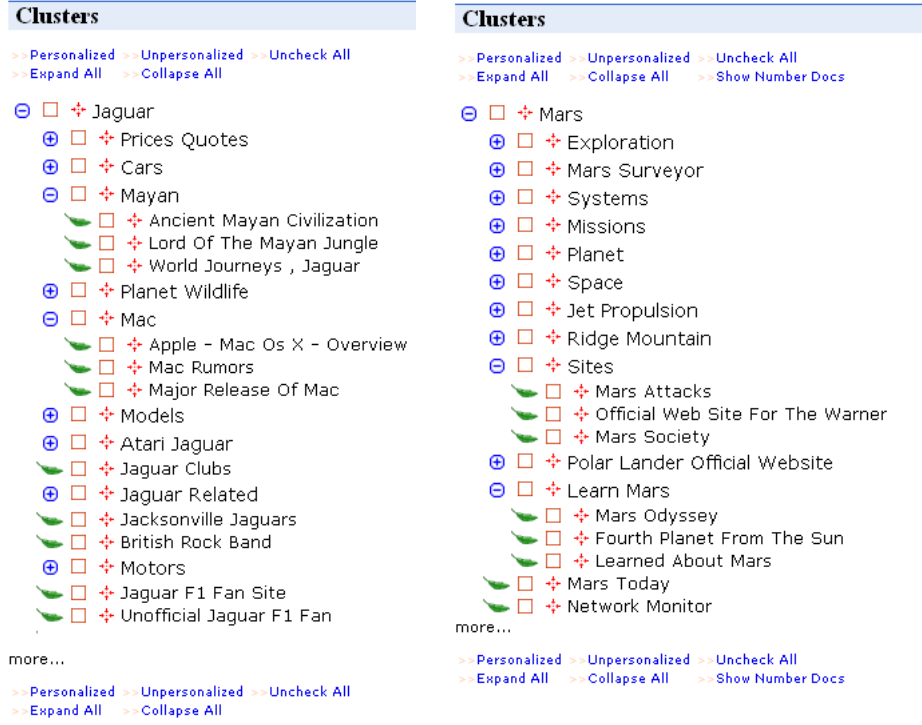 Clusters
>>Personalized >>Unpersonalized >>Uncheck All
>>Expand All >>Collapse All
Jaguar
Prices Quotes
Cars
Mayan
Ancient Mayan Civilization
Lord Of The Mayan Jungle
World Journeys , Jaguar
Planet Wildlife
Mac
Apple - Mac Os X - Overview
Mac Rumors
Major Release Of Mac
Models
Atari Jaguar
Jaguar Clubs
Jaguar Related
Jacksonville Jaguars
British Rock Band
Motors
Jaguar F1 Fan Site
Unofficial Jaguar F1 Fan
more...
>>Personalized >>Unpersonalized >>Uncheck All
>>Expand All >>Collapse All
Clusters
>>Personalized >>Unpersonalized >>Uncheck All
>>Expand All >>Collapse All >>Show Number Docs
Mars
Exploration
Mars Surveyor
Systems
Missions
Planet
Space
Jet Propulsion
Ridge Mountain
Sites
Mars Attacks
Official Web Site For The Warner
Mars Society
Polar Lander Official Website
Learn Mars
Mars Odyssey
Fourth Planet From The Sun
Learned About Mars
Mars Today
Network Monitor
more...
>>Personalized >>Unpersonalized >>Uncheck All
>>Expand All >>Collapse All >>Show Number Docs